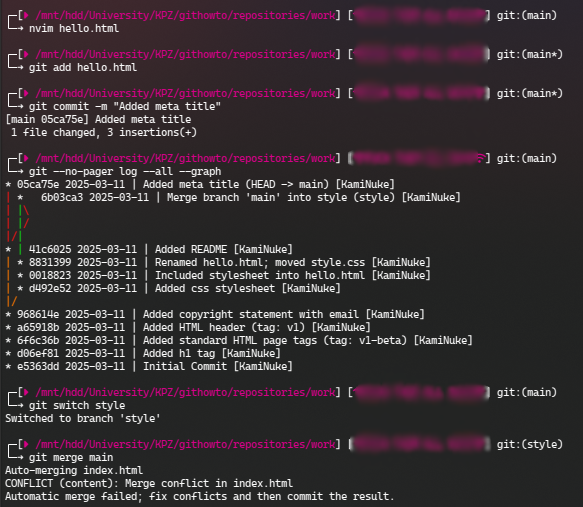 /mnt/hdd/University/KPZ/githowto/repositories/work] [ ] git:(main)
nvim hello.html
/mnt/hdd/University/KPZ/githowto/repositories/work] [ ] git:(main*)
git add hello.html
/mnt/hdd/University/KPZ/githowto/repositories/work] [ ] git:(main*)
git commit -m "Added meta title"
[main 05ca75e] Added meta title
1 file changed, 3 insertions(+)
/mnt/hdd/University/KPZ/githowto/repositories/work] [ ] git:(main)
git --no-pager log --all --graph
* 05ca75e 2025-03-11 | Added meta title (HEAD -> main) [KamiNuke]
| *   6b03ca3 2025-03-11 | Merge branch 'main' into style (style) [KamiNuke]
| |\
| |/
|/|
* | 41c6025 2025-03-11 | Added README [KamiNuke]
| * 8831399 2025-03-11 | Renamed hello.html; moved style.css [KamiNuke]
| * 0018823 2025-03-11 | Included stylesheet into hello.html [KamiNuke]
| * d492e52 2025-03-11 | Added css stylesheet [KamiNuke]
|/
* 968614e 2025-03-11 | Added copyright statement with email [KamiNuke]
* a65918b 2025-03-11 | Added HTML header (tag: v1) [KamiNuke]
* 6f6c36b 2025-03-11 | Added standard HTML page tags (tag: v1-beta) [KamiNuke]
* d06ef81 2025-03-11 | Added h1 tag [KamiNuke]
* e5363dd 2025-03-11 | Initial Commit [KamiNuke]
/mnt/hdd/University/KPZ/githowto/repositories/work] [ ] git:(main)
git switch style
Switched to branch 'style'
/mnt/hdd/University/KPZ/githowto/repositories/work] [ ] git:(style)
git merge main
Auto-merging index.html
CONFLICT (content): Merge conflict in index.html
Automatic merge failed; fix conflicts and then commit the result.